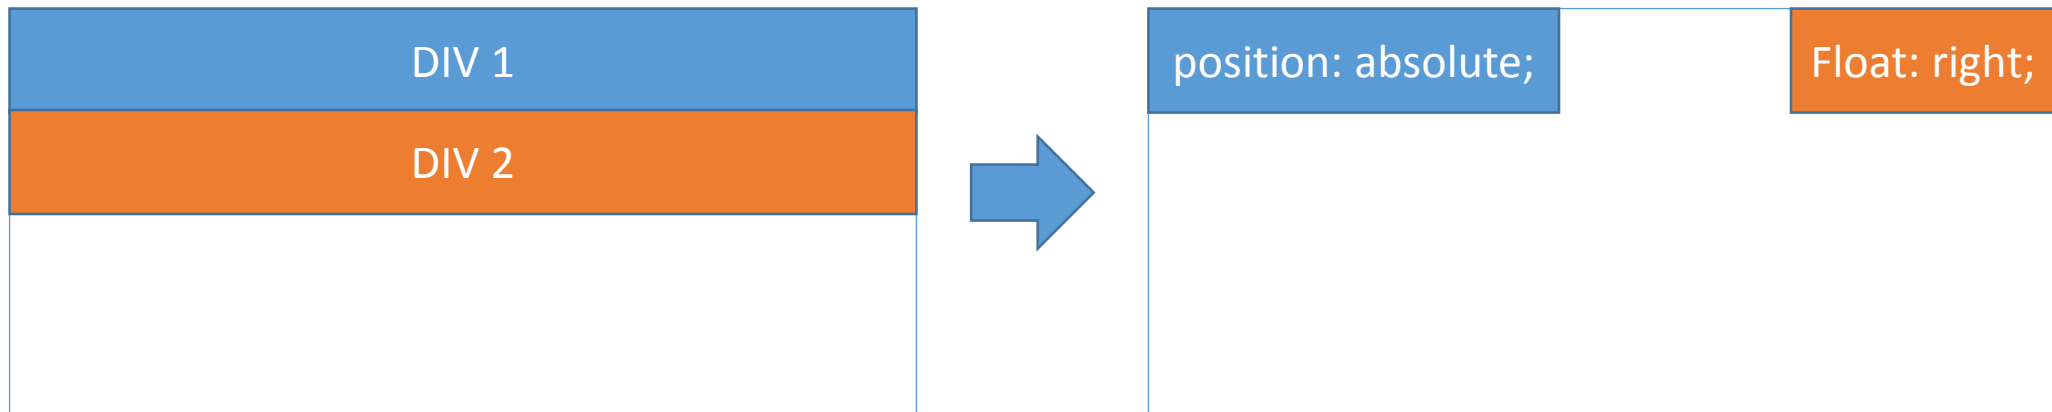 DIV 1
DIV 2
position: absolute;
Float: right;